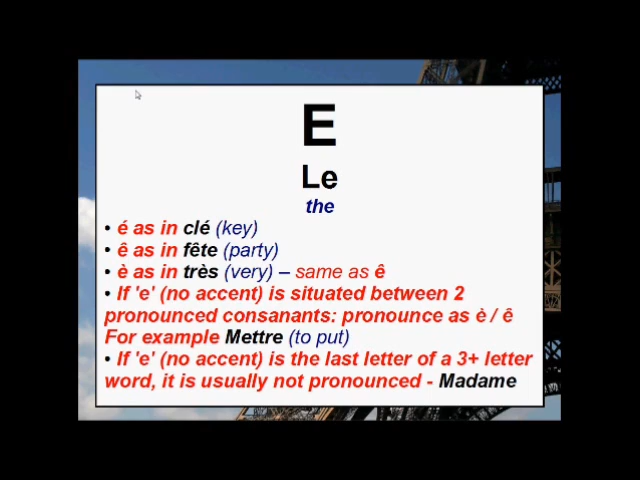 E
Le
the
• é as in clé (key)
• ê as in fête (party)
• è as in très (very) – same as ê
• If 'e' (no accent) is situated between 2
pronounced consanants: pronounce as è / ê
For example Mettre (to put)
• If 'e' (no accent) is the last letter of a 3+ letter
word, it is usually not pronounced - Madame